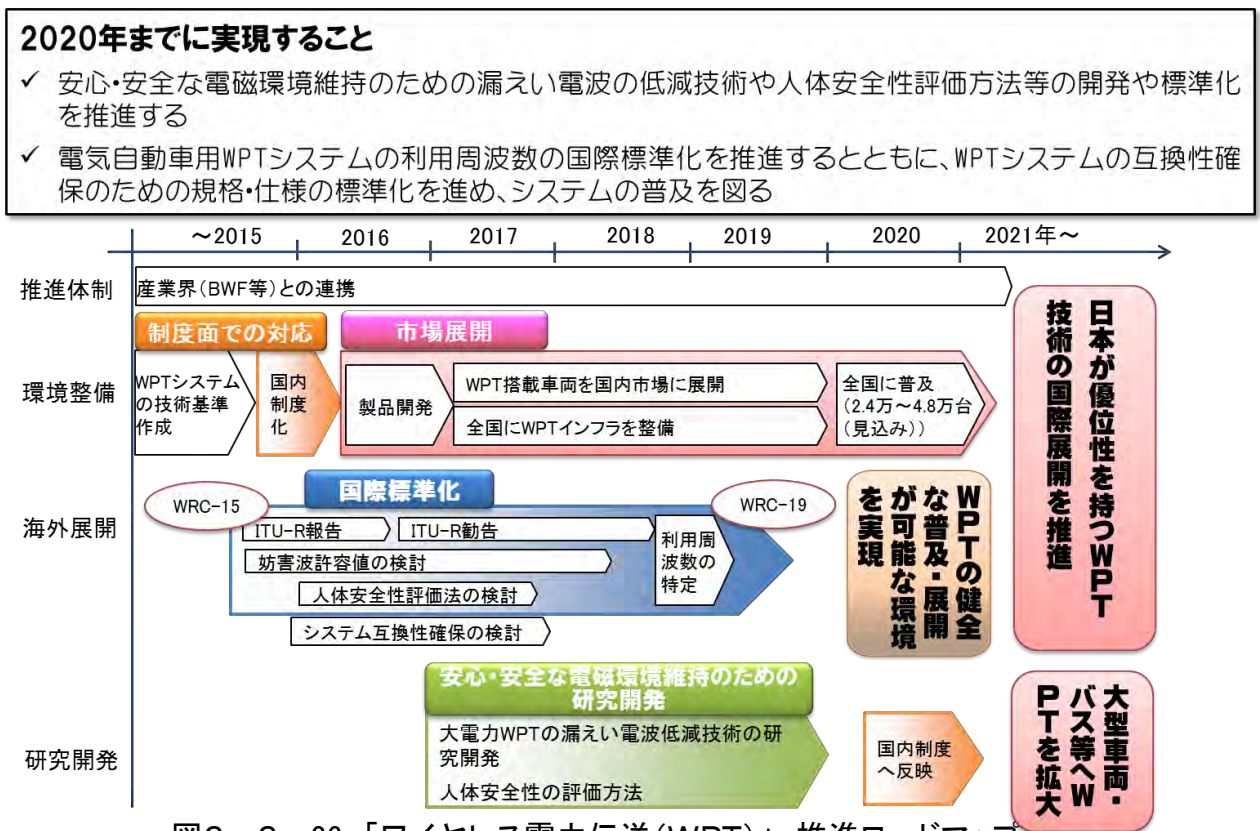 2020年までに実現すること
✓ 安心・安全な電磁環境維持のための漏えい電波の低減技術や人体安全性評価方法等の開発や標準化
を推進する
✓ 電気自動車用WPTシステムの利用周波数の国際標準化を推進するとともに、WPTシステムの互換性確
保のための規格・仕様の標準化を進め、システムの普及を図る
～2015 2016 2017 2018 2019 2020 2021年～
推進体制
産業界(BWF等)との連携
制度面での対応
市場展開
環境整備
WPTシステム
の技術基準
作成
国内
制度
化
製品開発
WPT搭載車両を国内市場に展開
全国にWPTインフラを整備
全国に普及
(2.4万～4.8万台
(見込み))
海外展開
WRC-15
国際標準化
WRC-19
ITU-R報告
ITU-R勧告
妨害波許容値の検討
人体安全性評価法の検討
利用周
波数の
特定
システム互換性確保の検討
WPTの健全
な普及・展開
が可能な環境
を実現
日本が優位性を持つWPT
技術の国際展開を推進
研究開発
安心・安全な電磁環境維持のための
研究開発
大電力WPTの漏えい電波低減技術の研
究開発
人体安全性の評価方法
国内制度
へ反映
大型車両・
バス等へW
PTを拡大
「ワイヤレス電力伝送(WPT)」 推進ロードマップ